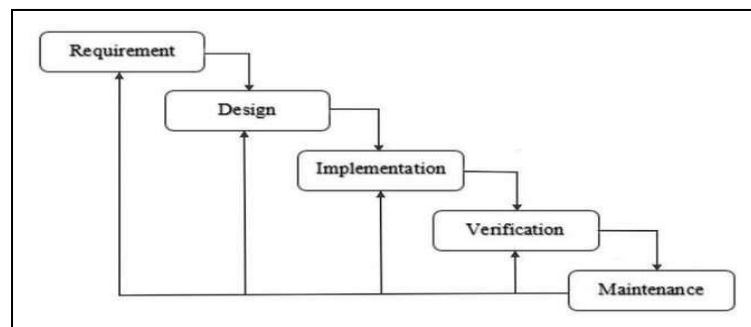 Requirement
Design
Implementation
Verification
Maintenance